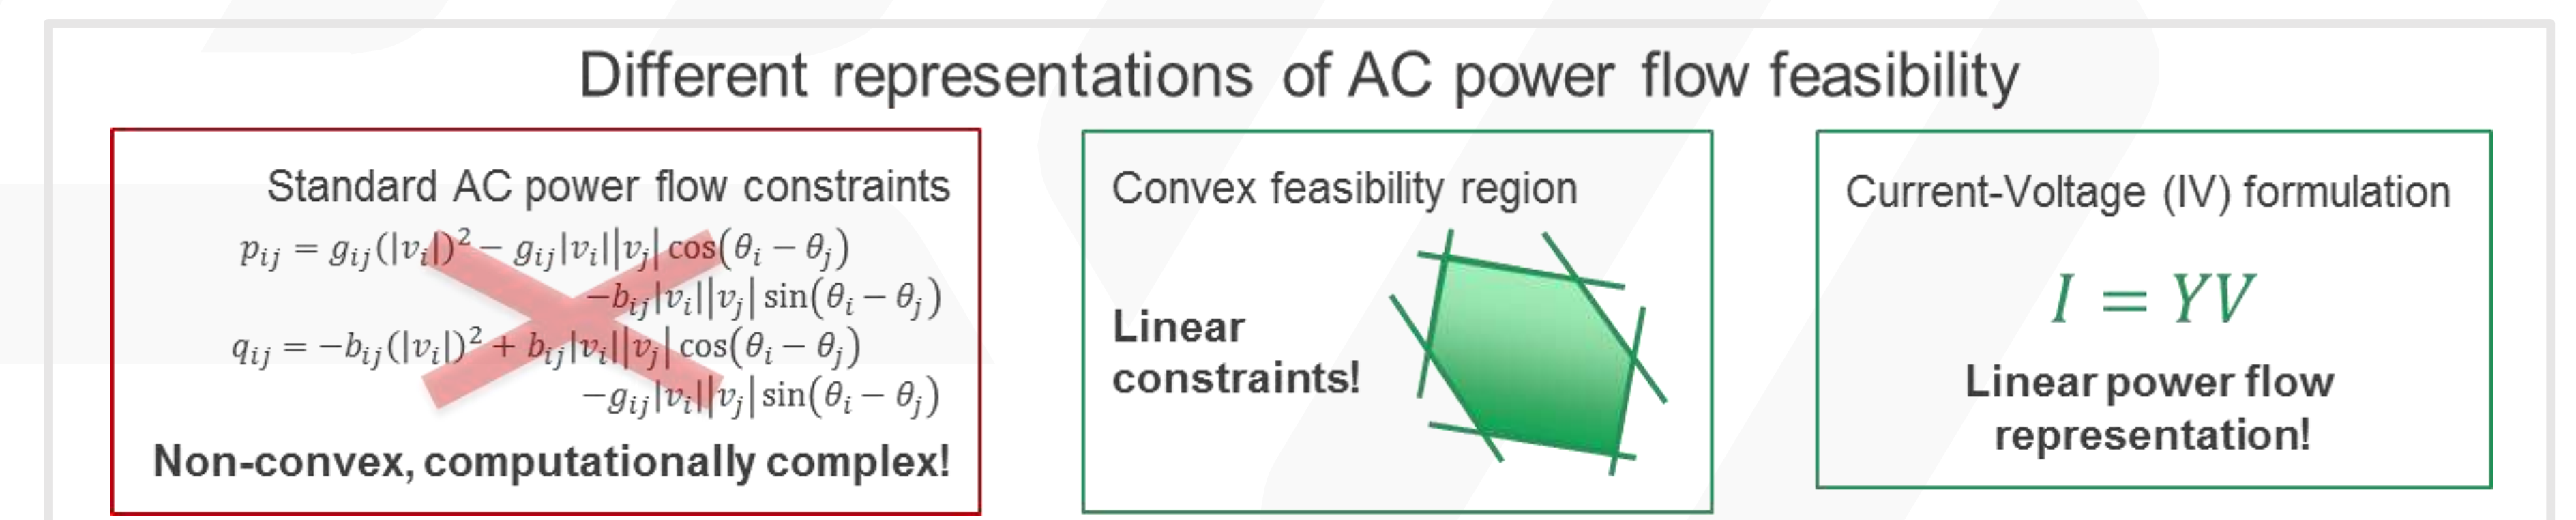 Different representations of AC power flow feasibility
Standard AC power flow constraints
p_{ij} = g_{ij}(|v_i|)^2 − g_{ij}|v_i||v_j| cos(θ_i − θ_j)
−b_{ij}|v_i||v_j| sin(θ_i − θ_j)
q_{ij} = −b_{ij}(|v_i|)^2 + b_{ij}|v_i||v_j| cos(θ_i − θ_j)
−g_{ij}|v_i||v_j| sin(θ_i − θ_j)
Non-convex, computationally complex!
Convex feasibility region
Linear
constraints!
Current-Voltage (IV) formulation
I = YV
Linear power flow
representation!